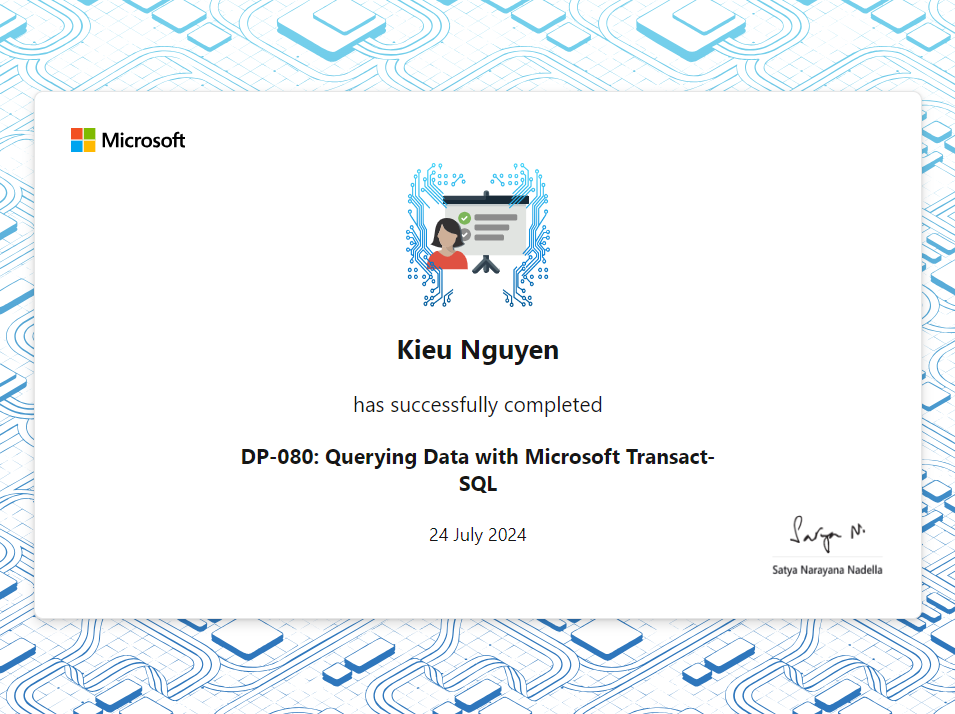 Microsoft
Kieu Nguyen
has successfully completed
DP-080: Querying Data with Microsoft Transact-
SQL
24 July 2024
Satya N.
Satya Narayana Nadella